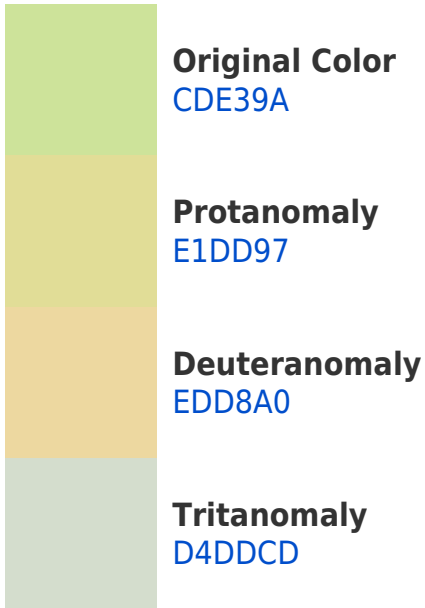 Original Color
CDE39A
Protanomaly
E1DD97
Deuteranomaly
EDD8A0
Tritanomaly
D4DDCD